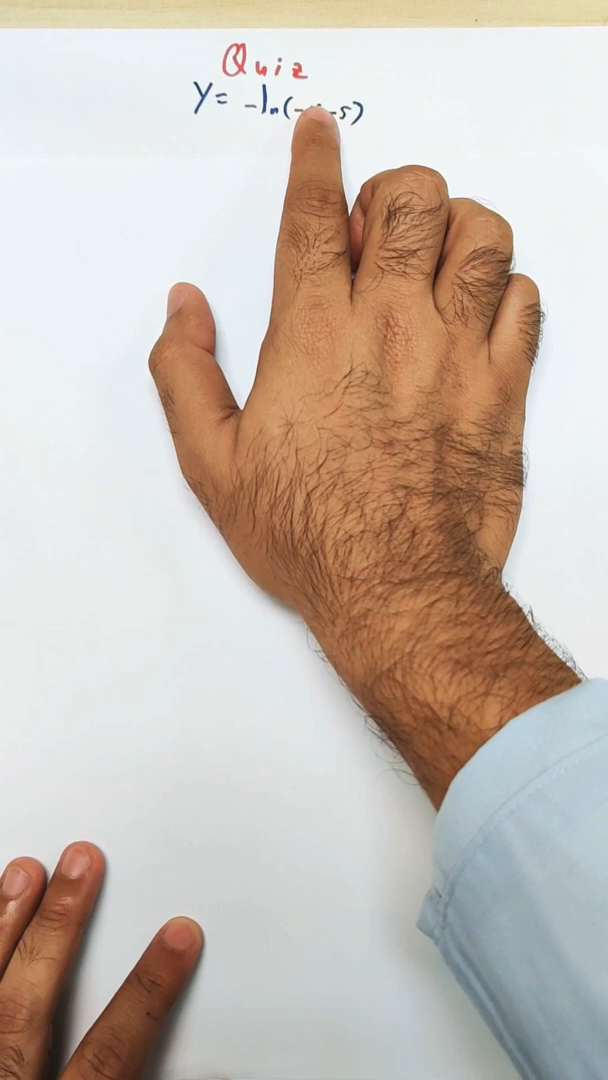 Quiz
y = -ln(- -5)